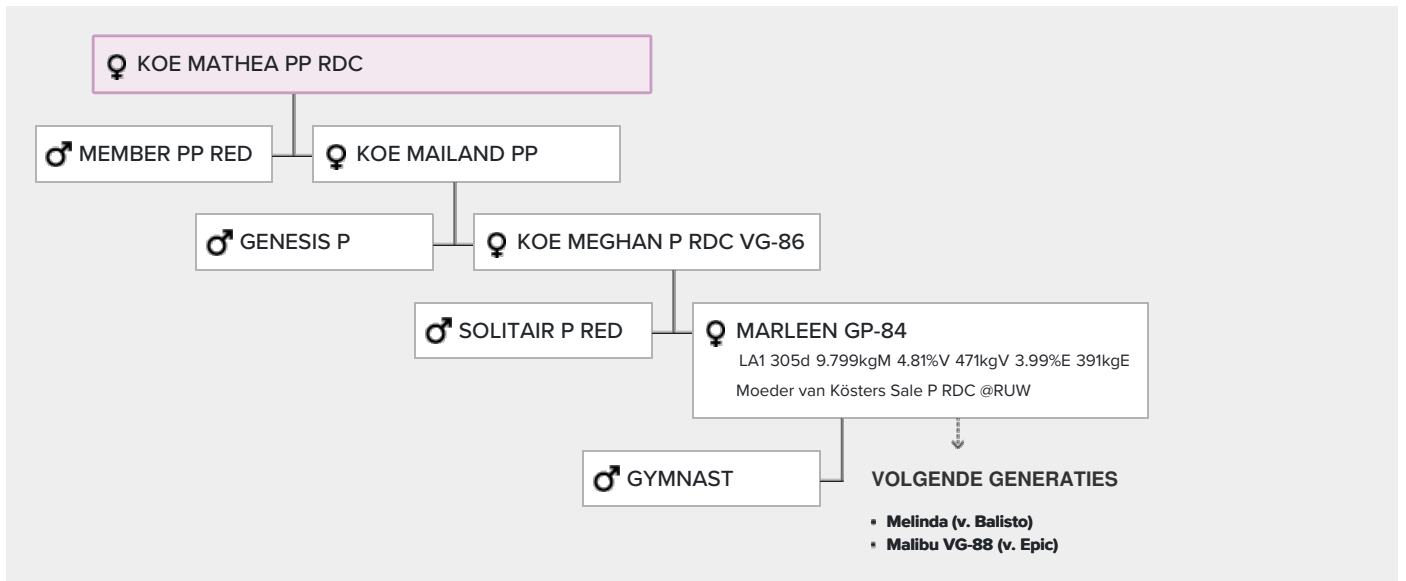 KOE MATHEA PP RDC
MEMBER PP RED
KOE MAILAND PP
GENESIS P
KOE MEGHAN P RDC VG-86
SOLITAIR P RED
MARLEEN GP-84
LA1 305d 9.799kgM 4.81%V 471kgV 3.99%E 391kgE
Moeder van Kösters Sale P RDC @RUW
GYMNAST
VOLGENDE GENERATIES
Melinda (v. Balisto)
Malibu VG-88 (v. Epic)